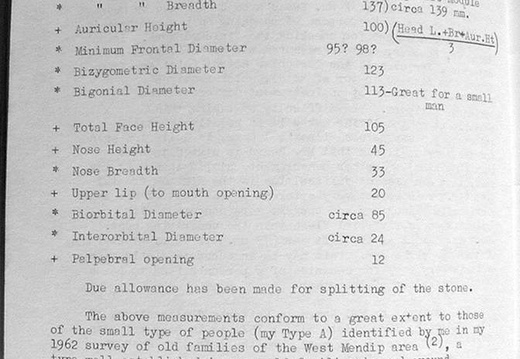 * " " Breadth 137) circa 139 mm.
+ Auricular Height 100) (Head L.+Br+Aur.Ht
3
* Minimum Frontal Diameter 95? 98?
* Bizygometric Diameter 123
* Bigonial Diameter 113-Great for a small
man
+ Total Face Height 105
+ Nose Height 45
* Nose Breadth 33
+ Upper lip (to mouth opening) 20
* Biorbital Diameter circa 85
* Interorbital Diameter circa 24
+ Palpebral opening 12
Due allowance has been made for splitting of the stone.
The above measurements conform to a great extent to those
of the small type of people (my Type A) identified by me in my
1962 survey of old families of the West Mendip area (2), a